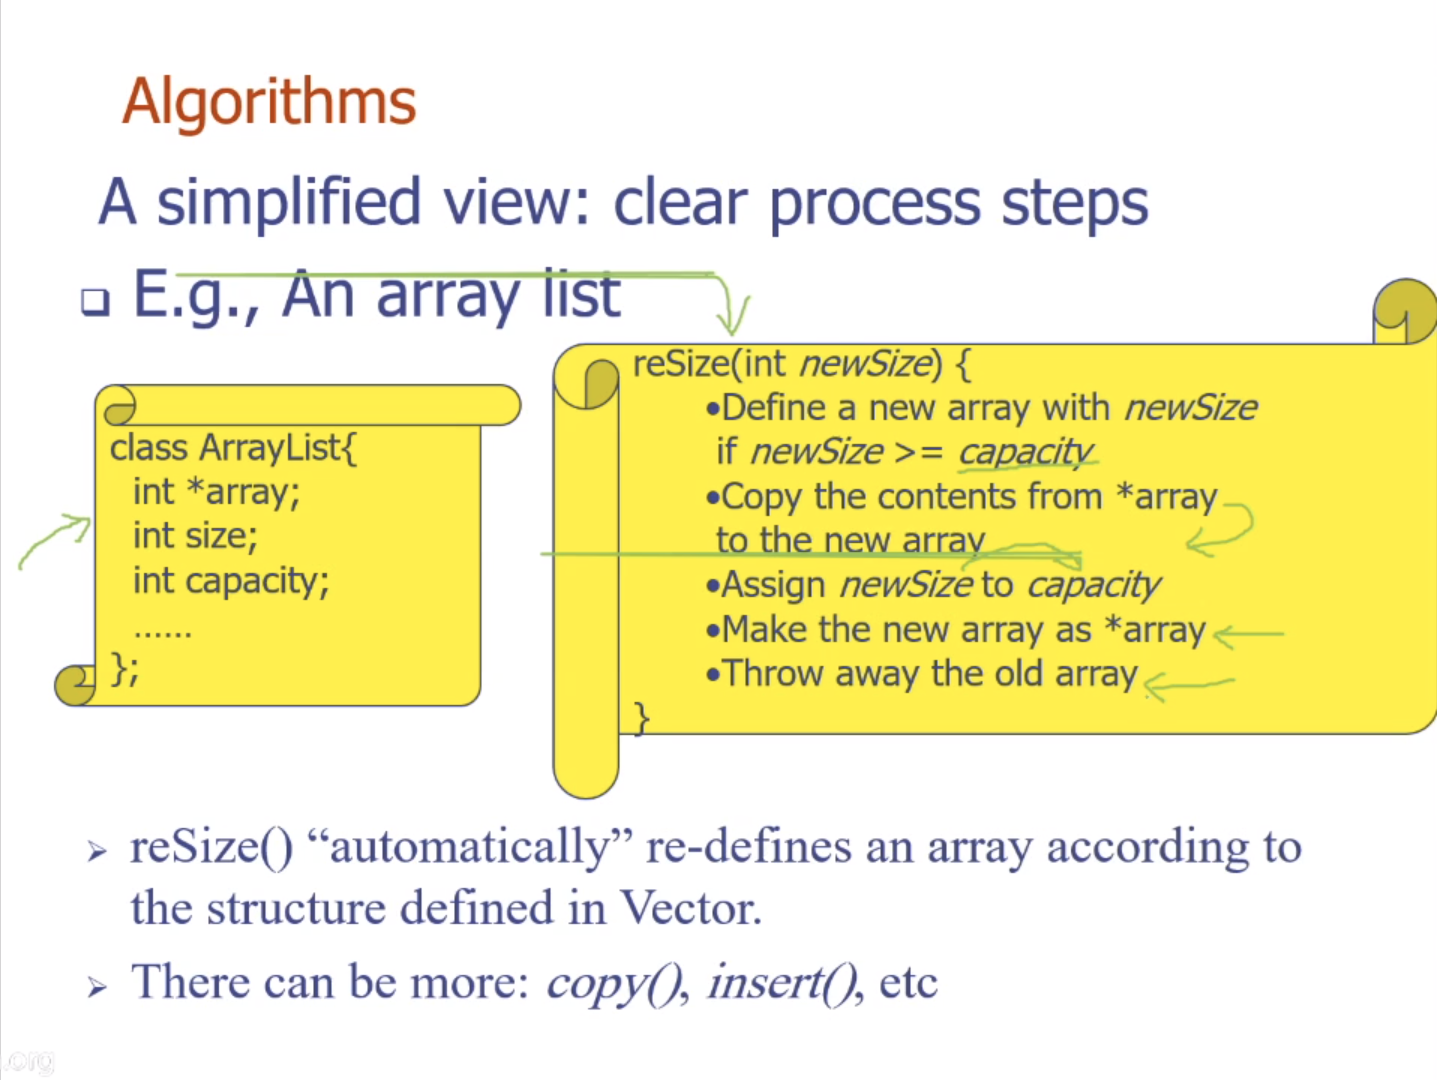 Algorithms
A simplified view: clear process steps
E.g., An array list
class ArrayList{
int *array;
int size;
int capacity;
......
};
reSize(int newSize) {
•Define a new array with newSize
if newSize >= capacity
•Copy the contents from *array
to the new array
•Assign newSize to capacity
•Make the new array as *array
•Throw away the old array
}
➢ reSize() “automatically” re-defines an array according to
the structure defined in Vector.
➢ There can be more: copy(), insert(), etc
.org